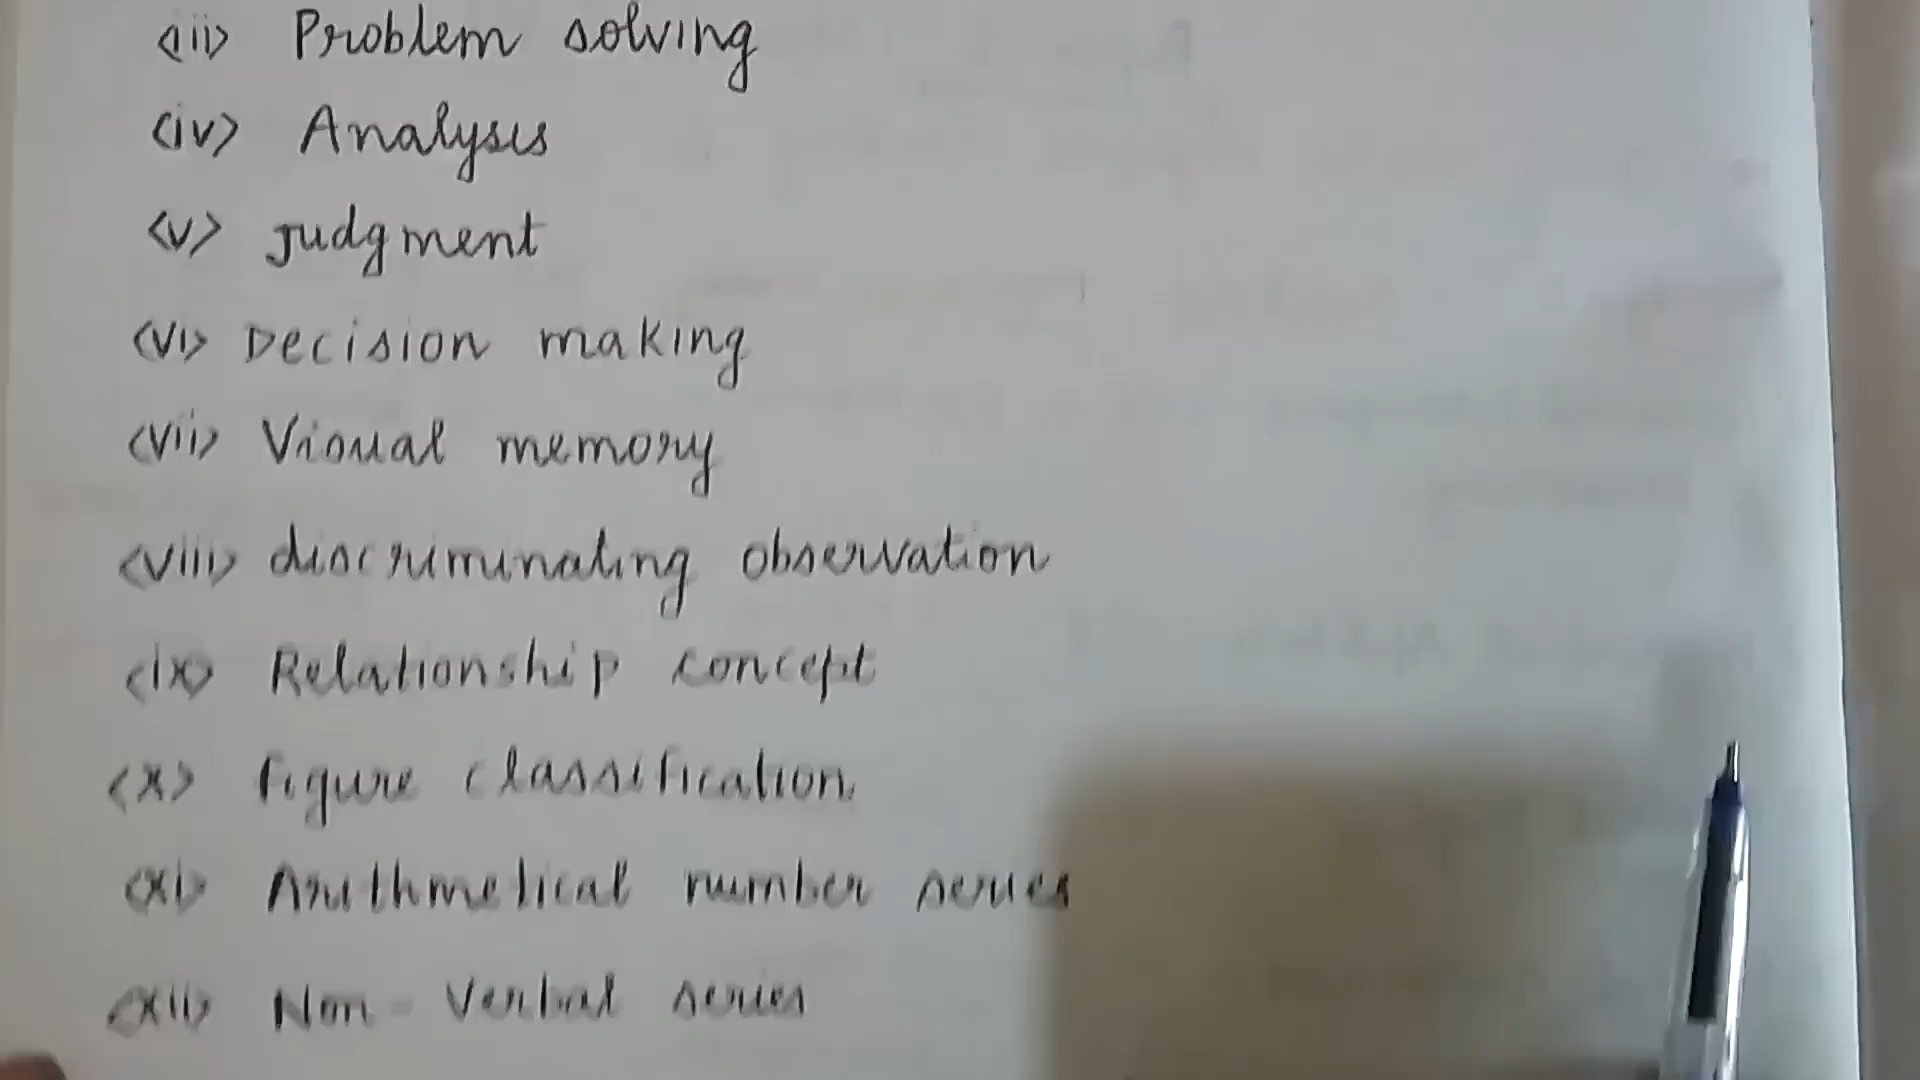 <iii> Problem solving
<iv> Analysis
<v> Judgment
<vi> Decision making
<vii> Visual memory
<viii> discriminating observation
<ix> Relationship concept
<x> figure classification
<xi> Arithmetical number series
<xii> Non-Verbal series